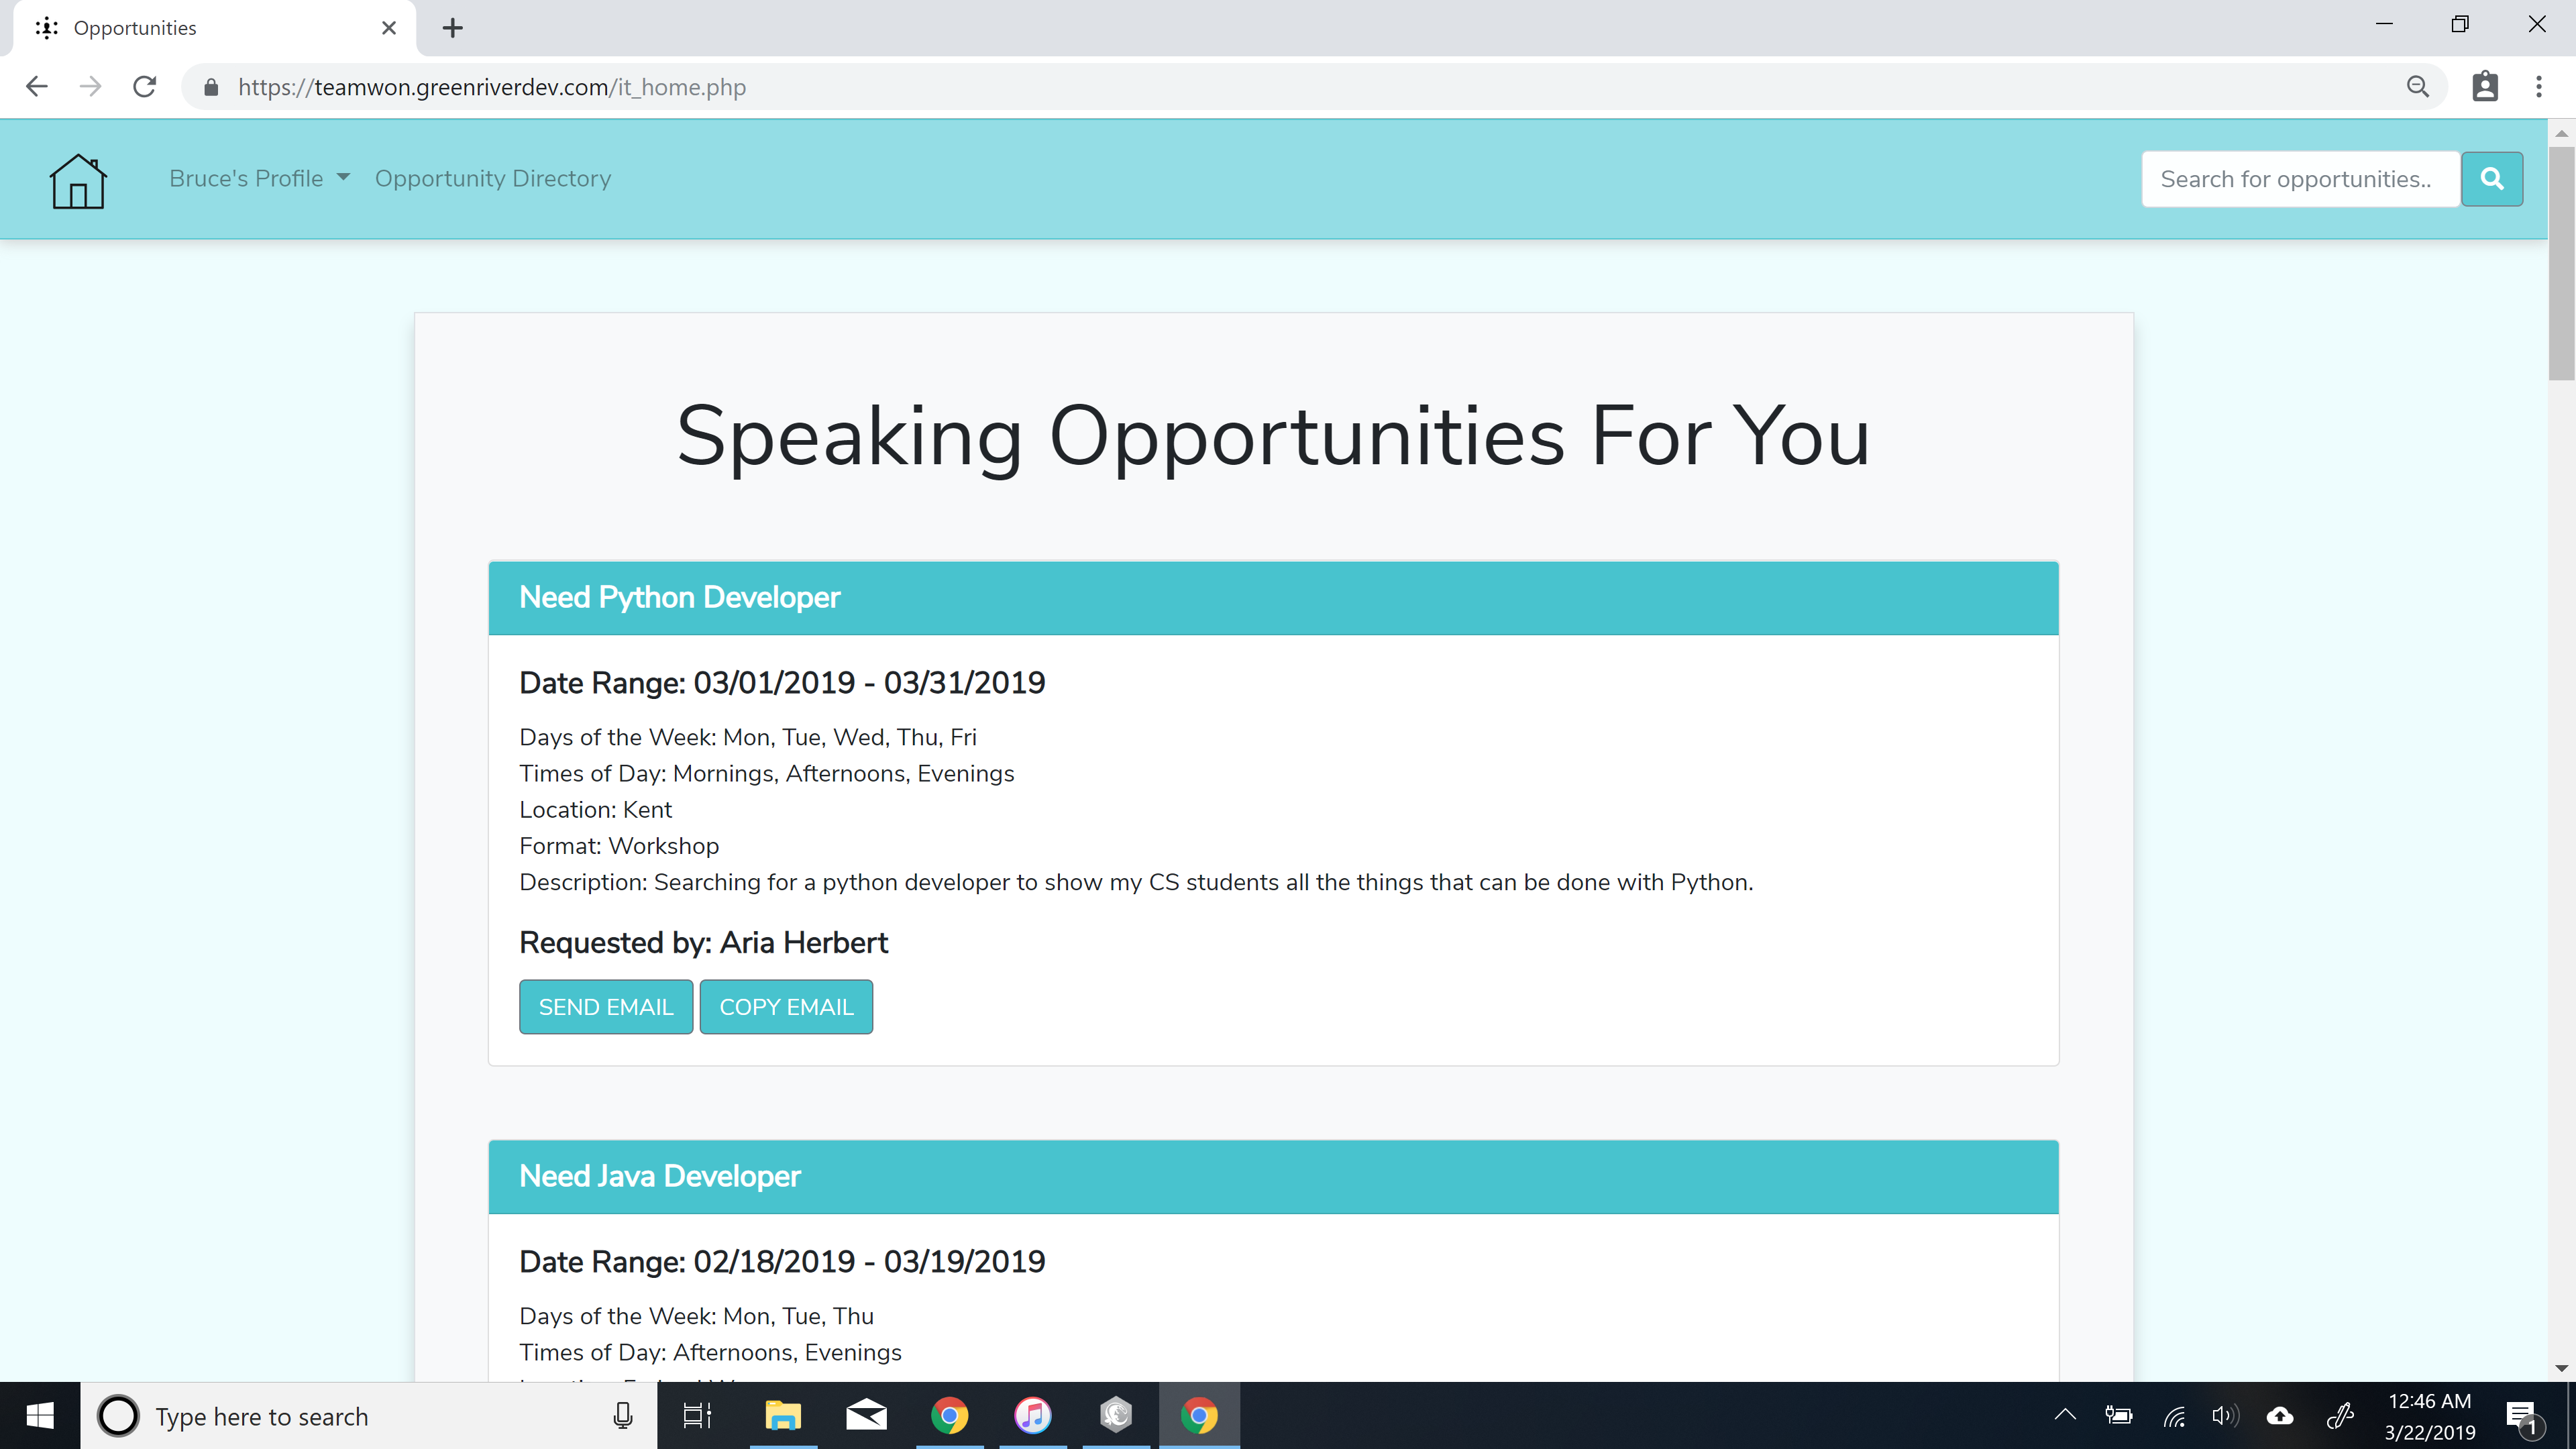 Opportunities
https://teamwon.greenriverdev.com/it_home.php
Bruce's Profile Opportunity Directory Search for opportunities..
Speaking Opportunities For You
Need Python Developer
Date Range: 03/01/2019 - 03/31/2019
Days of the Week: Mon, Tue, Wed, Thu, Fri
Times of Day: Mornings, Afternoons, Evenings
Location: Kent
Format: Workshop
Description: Searching for a python developer to show my CS students all the things that can be done with Python.
Requested by: Aria Herbert
SEND EMAIL COPY EMAIL
Need Java Developer
Date Range: 02/18/2019 - 03/19/2019
Days of the Week: Mon, Tue, Thu
Times of Day: Afternoons, Evenings
Type here to search
12:46 AM
3/22/2019
1